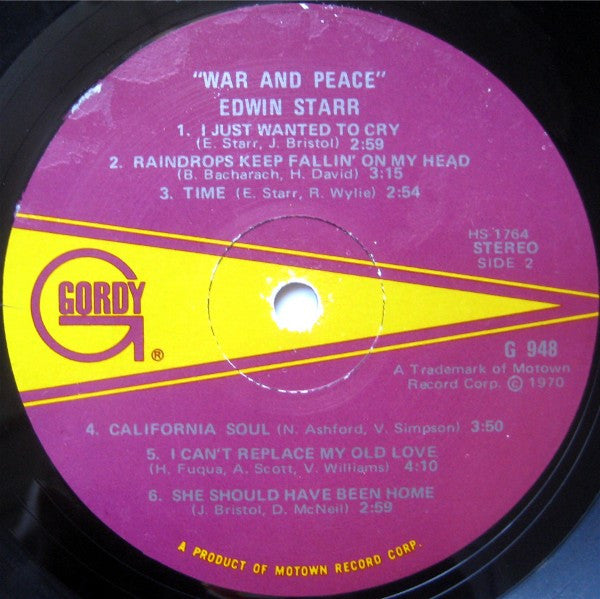 "WAR AND PEACE"
EDWIN STARR
1. I JUST WANTED TO CRY
(E. Starr, J. Bristol) 2:59
2. RAINDROPS KEEP FALLIN' ON MY HEAD
(B. Bacharach, H. David) 3:15
3. TIME (E. Starr, R. Wylie) 2:54
HS 1764
STEREO
SIDE 2
GORDY ®
G 948
A Trademark of Motown
Record Corp. © 1970
4. CALIFORNIA SOUL (N. Ashford, V. Simpson) 3:50
5. I CAN'T REPLACE MY OLD LOVE
(H. Fuqua, A. Scott, V. Williams) 4:10
6. SHE SHOULD HAVE BEEN HOME
(J. Bristol, D. McNeil) 2:59
A PRODUCT OF MOTOWN RECORD CORP.